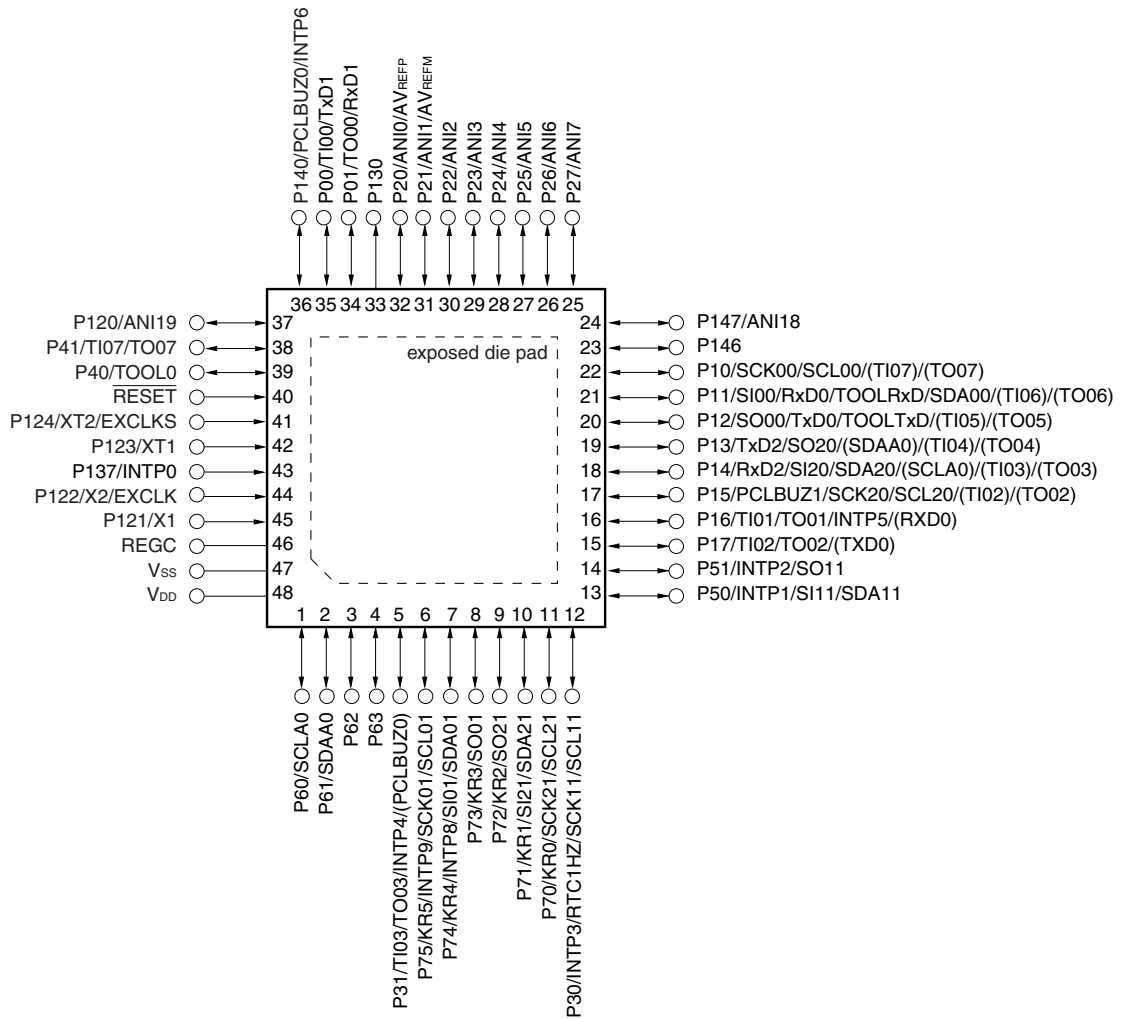 P140/PCLBUZ0/INTP6
P00/TI00/TxD1
P01/TO00/RxD1
P130
P20/ANI0/AVREFP
P21/ANI1/AVREFM
P22/ANI2
P23/ANI3
P24/ANI4
P25/ANI5
P26/ANI6
P27/ANI7
36 35 34 33 32 31 30 29 28 27 26 25
exposed die pad
P120/ANI19 37
P41/TI07/TO07 38
P40/TOOL0 39
RESET 40
P124/XT2/EXCLKS 41
P123/XT1 42
P137/INTP0 43
P122/X2/EXCLK 44
P121/X1 45
REGC 46
VSS 47
VDD 48
24 P147/ANI18
23 P146
22 P10/SCK00/SCL00/(TI07)/(TO07)
21 P11/SI00/RxD0/TOOLRxD/SDA00/(TI06)/(TO06)
20 P12/SO00/TxD0/TOOLTxD/(TI05)/(TO05)
19 P13/TxD2/SO20/(SDAA0)/(TI04)/(TO04)
18 P14/RxD2/SI20/SDA20/(SCLA0)/(TI03)/(TO03)
17 P15/PCLBUZ1/SCK20/SCL20/(TI02)/(TO02)
16 P16/TI01/TO01/INTP5/(RXD0)
15 P17/TI02/TO02/(TXD0)
14 P51/INTP2/SO11
13 P50/INTP1/SI11/SDA11
1 2 3 4 5 6 7 8 9 10 11 12
P60/SCLA0
P61/SDAA0
P62
P63
P31/TI03/TO03/INTP4/(PCLBUZ0)
P75/KR5/INTP9/SCK01/SCL01
P74/KR4/INTP8/SI01/SDA01
P73/KR3/SO01
P72/KR2/SO21
P71/KR1/SI21/SDA21
P70/KR0/SCK21/SCL21
P30/INTP3/RTC1HZ/SCK11/SCL11